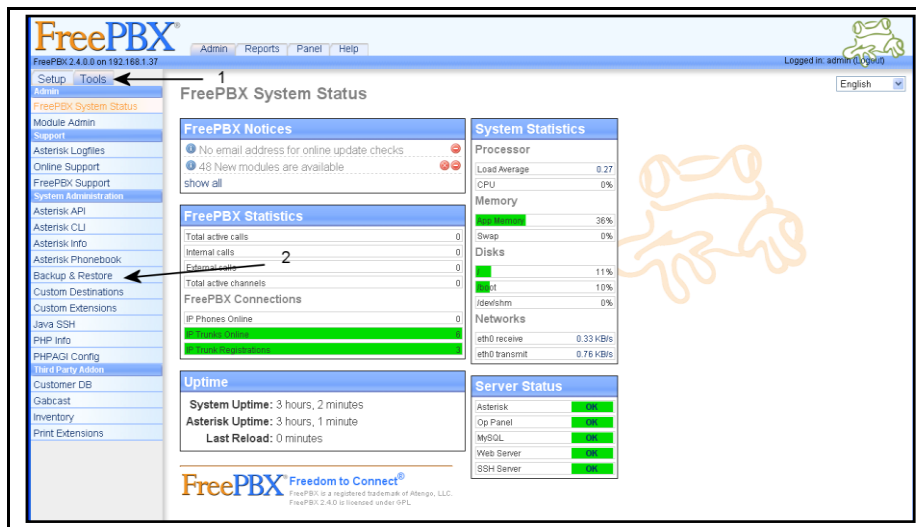 FreePBX®
Admin Reports Panel Help
FreePBX 2.4.0.0 on 192.168.1.37
Logged in: admin (Logout)
Setup Tools
1
English
Admin
FreePBX System Status
Module Admin
Support
Asterisk Logfiles
Online Support
FreePBX Support
System Administration
Asterisk API
Asterisk CLI
Asterisk Info
Asterisk Phonebook
Backup & Restore
2
Custom Destinations
Custom Extensions
Java SSH
PHP Info
PHPAGI Config
Third Party Addon
Customer DB
Gabcast
Inventory
Print Extensions
FreePBX System Status
FreePBX Notices
No email address for online update checks
48 New modules are available
show all
FreePBX Statistics
Total active calls 0
Internal calls 0
External calls 0
Total active channels 0
FreePBX Connections
IP Phones Online 0
IP Trunks Online 6
IP Trunk Registrations 3
Uptime
System Uptime: 3 hours, 2 minutes
Asterisk Uptime: 3 hours, 1 minute
Last Reload: 0 minutes
System Statistics
Processor
Load Average 0.27
CPU 0%
Memory
App Memory 36%
Swap 0%
Disks
/ 11%
/boot 10%
/dev/shm 0%
Networks
eth0 receive 0.33 KB/s
eth0 transmit 0.76 KB/s
Server Status
Asterisk OK
Op Panel OK
MySQL OK
Web Server OK
SSH Server OK
FreePBX® Freedom to Connect®
FreePBX is a registered trademark of Atengo, LLC.
FreePBX 2.4.0 is licensed under GPL